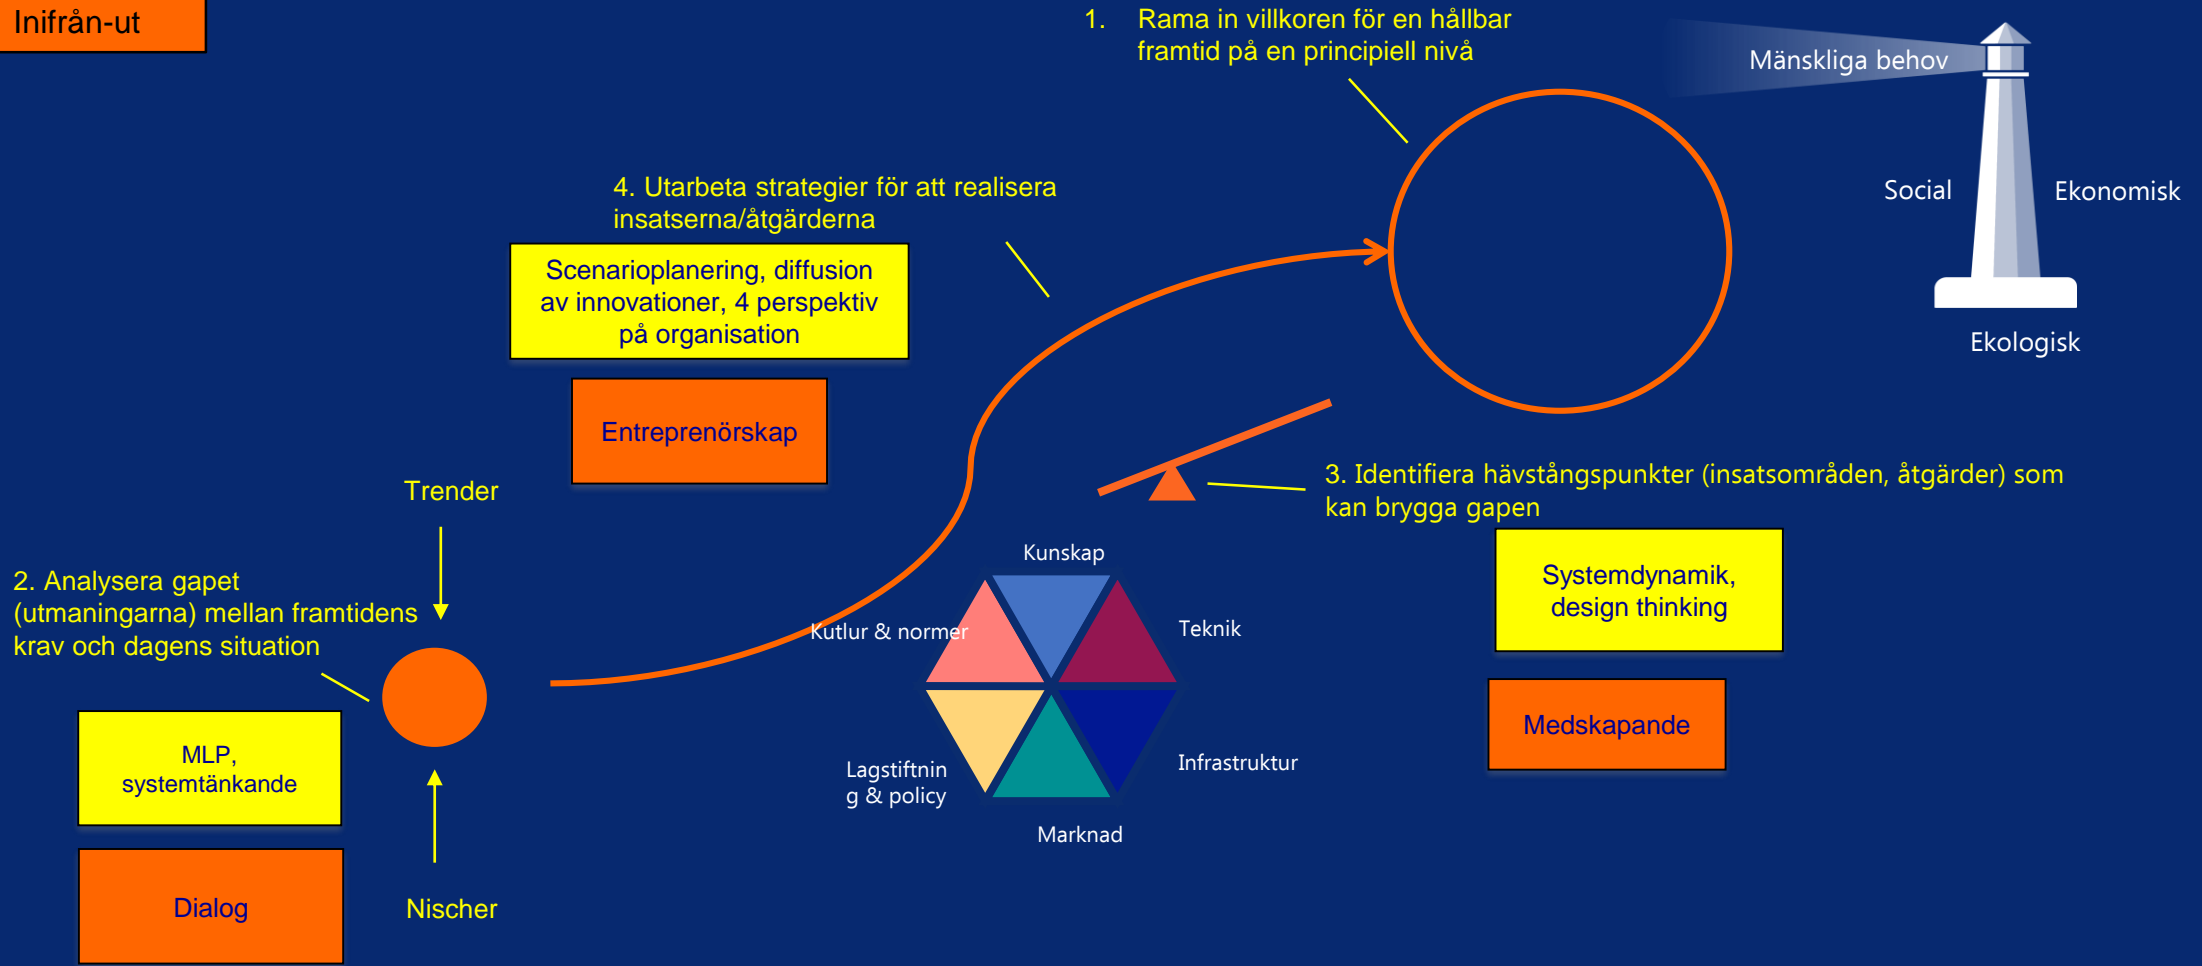 Inifrån-ut
1. Rama in villkoren för en hållbar
framtid på en principiell nivå
Mänskliga behov
Social
Ekonomisk
Ekologisk
4. Utarbeta strategier för att realisera
insatserna/åtgärderna
Scenarioplanering, diffusion
av innovationer, 4 perspektiv
på organisation
Entreprenörskap
Trender
3. Identifiera hävstångspunkter (insatsområden, åtgärder) som
kan brygga gapen
Systemdynamik,
design thinking
Medskapande
2. Analysera gapet
(utmaningarna) mellan framtidens
krav och dagens situation
MLP,
systemtänkande
Dialog
Nischer
Kunskap
Kutlur & normer
Teknik
Lagstiftnin
g & policy
Infrastruktur
Marknad